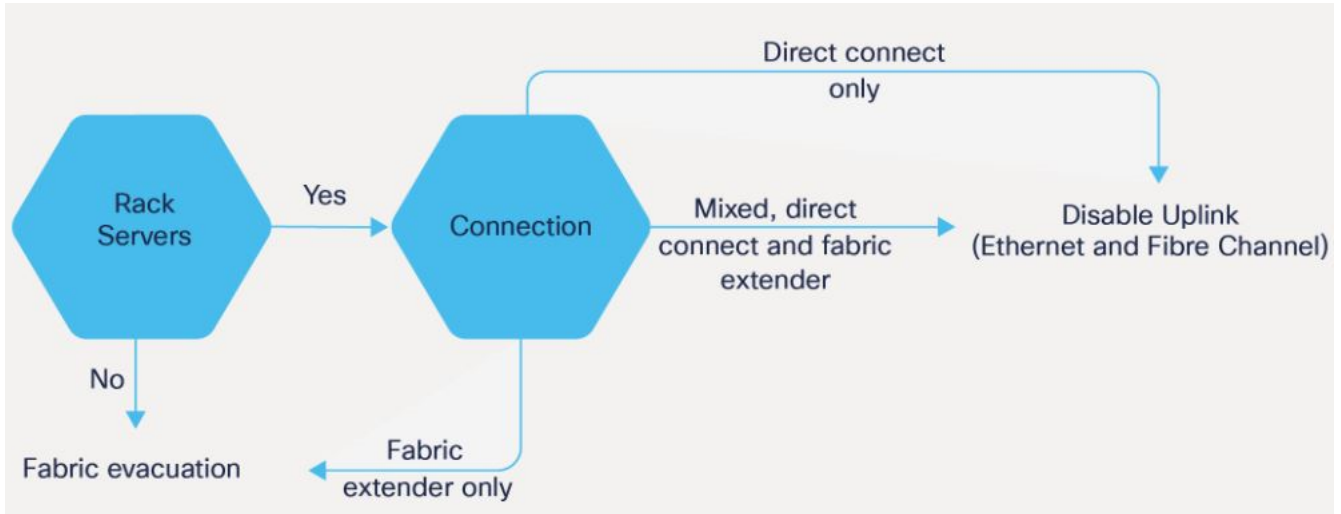 Direct connect
only
Rack
Servers
Yes
Connection
Mixed, direct
connect and fabric
extender
Disable Uplink
(Ethernet and Fibre Channel)
No
Fabric evacuation
Fabric
extender only